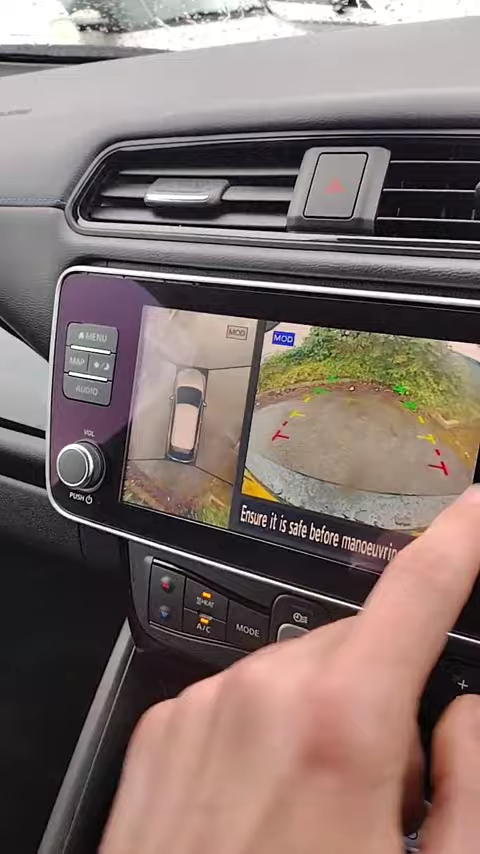 MENU
MAP
AUDIO
VOL
PUSH
MOD
MOD
Ensure it is safe before manoeuvrin
HEAT
A/C
MODE
+